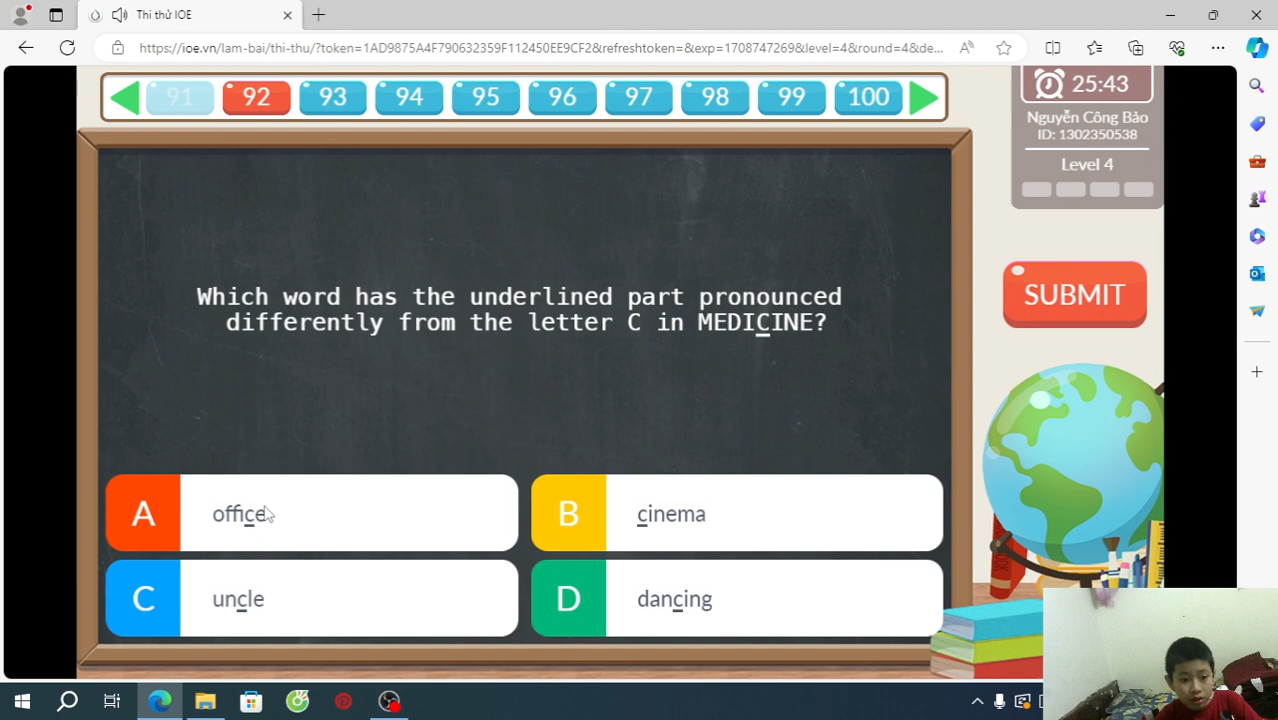 Thi thử IOE
https://ioe.vn/lam-bai/thi-thu/?token=1AD9875A4F790632359F112450EE9CF2&refreshtoken=&exp=1708747269&level=4&round=4&de...
91 92 93 94 95 96 97 98 99 100
25:43
Nguyễn Công Bảo
ID: 1302350538
Level 4
SUBMIT
Which word has the underlined part pronounced
differently from the letter C in MEDICINE?
A office
B cinema
C uncle
D dancing